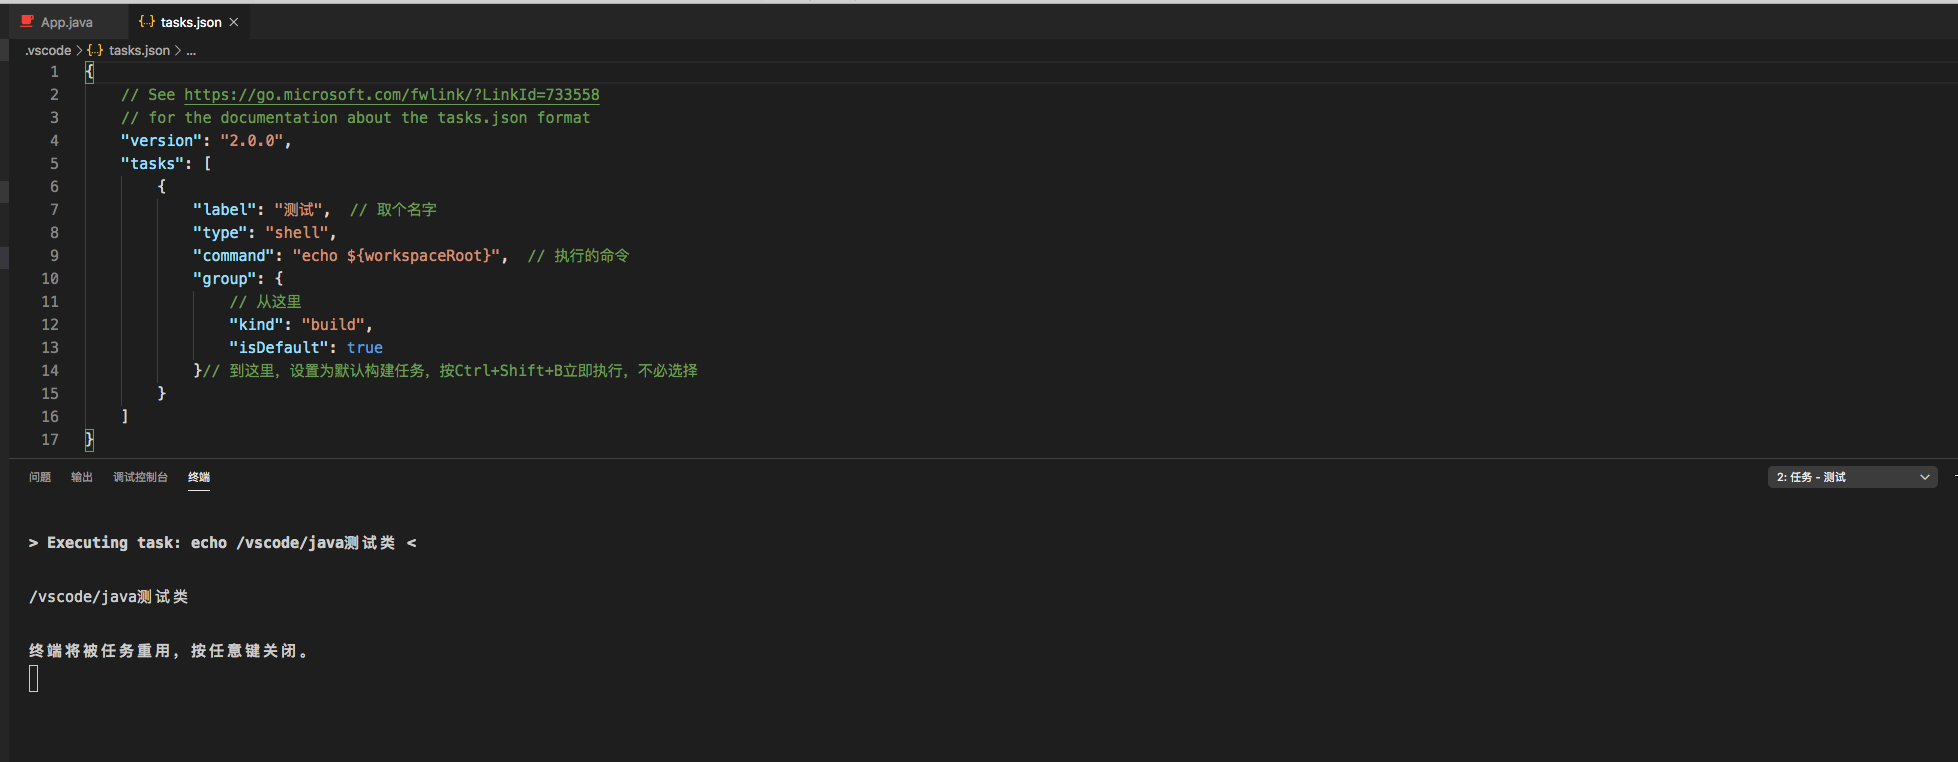 App.java
tasks.json
.vscode > {..} tasks.json > ...
1 {
2 // See https://go.microsoft.com/fwlink/?LinkId=733558
3 // for the documentation about the tasks.json format
4 "version": "2.0.0",
5 "tasks": [
6 {
7 "label": "测试", // 取个名字
8 "type": "shell",
9 "command": "echo ${workspaceRoot}", // 执行的命令
10 "group": {
11 // 从这里
12 "kind": "build",
13 "isDefault": true
14 }// 到这里，设置为默认构建任务，按Ctrl+Shift+B立即执行，不必选择
15 }
16 ]
17 }
问题 输出 调试控制台 终端 2: 任务 - 测试
> Executing task: echo /vscode/java测试类 <
/vscode/java测试类
终端将被任务重用，按任意键关闭。